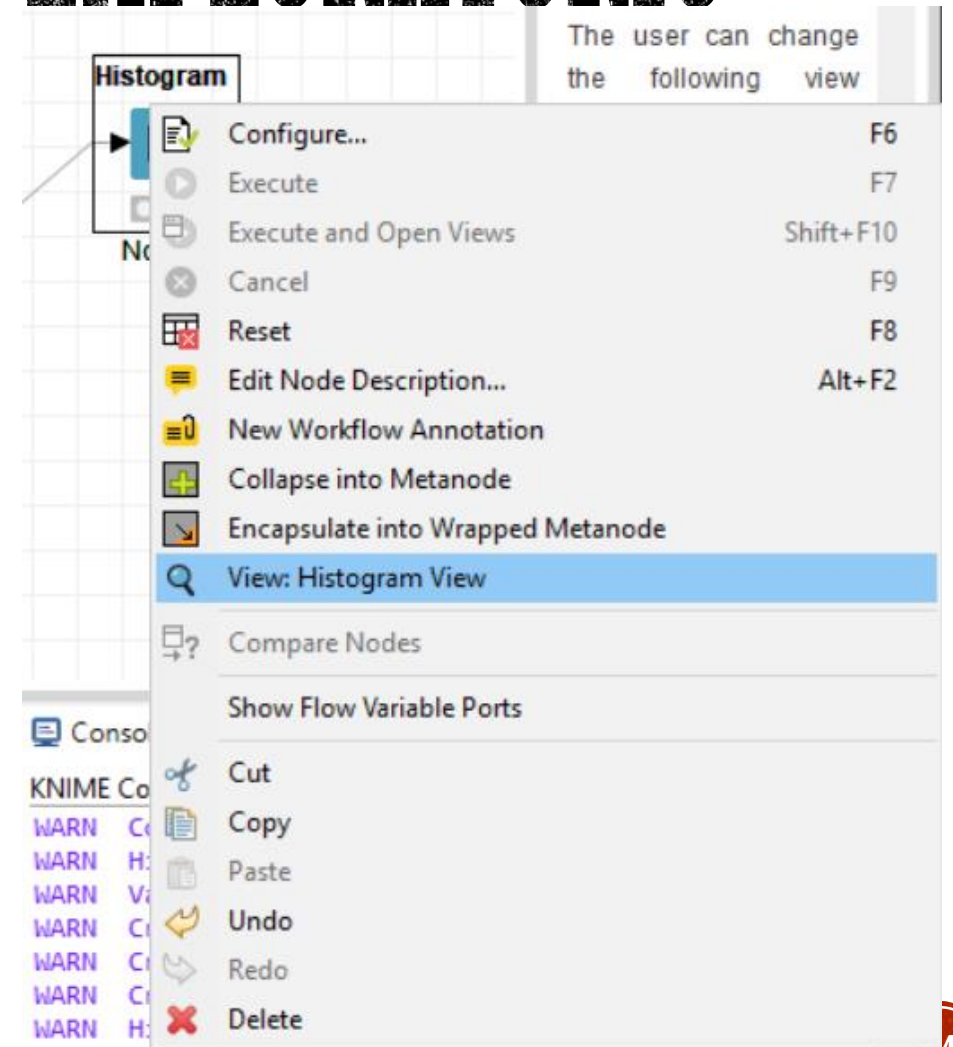 The user can change
the following view
Histogram
Configure... F6
Execute F7
Execute and Open Views Shift+F10
Cancel F9
Reset F8
Edit Node Description... Alt+F2
New Workflow Annotation
Collapse into Metanode
Encapsulate into Wrapped Metanode
View: Histogram View
Compare Nodes
Show Flow Variable Ports
Cut
Copy
Paste
Undo
Redo
Delete
KNIME
WARN
WARN
WARN
WARN
WARN
WARN
WARN